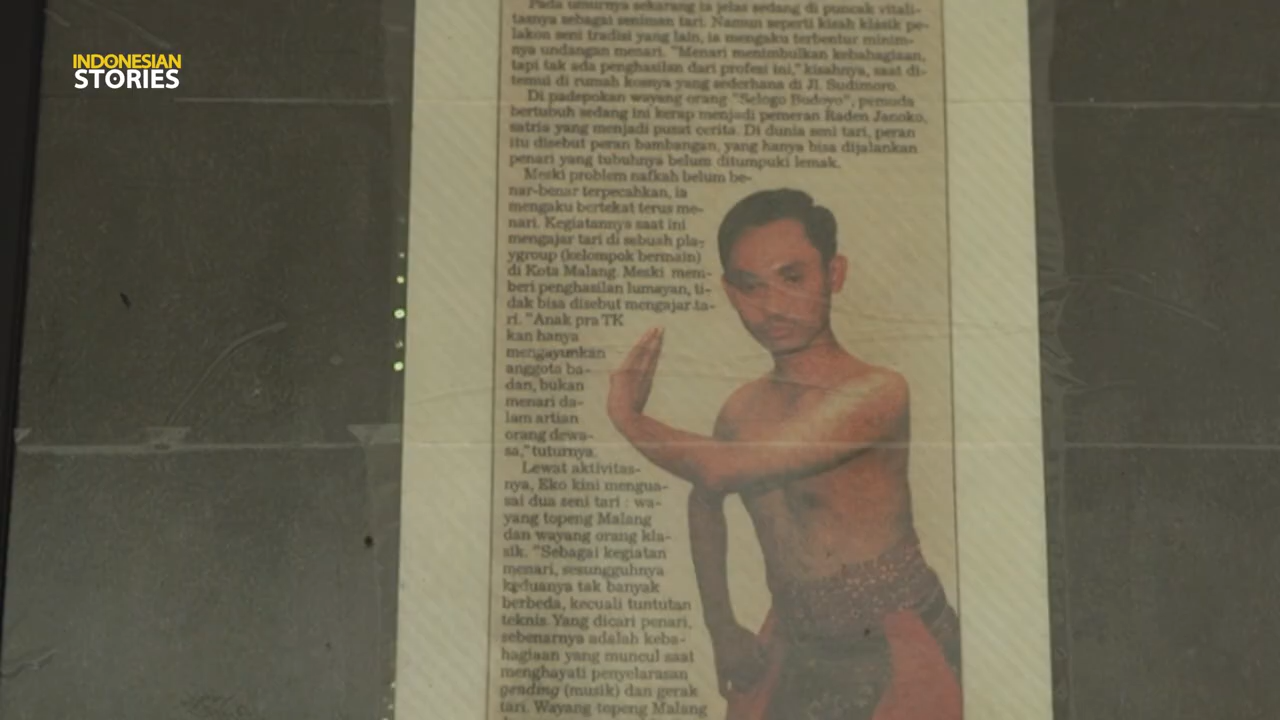 INDONESIAN
STORIES
Pada umurnya sekarang ia jelas sedang di puncak vitali-
tasnya sebagai seniman tari. Namun seperti kisah klasik pe-
lakon seni tradisi yang lain, ia mengaku terbentur minim-
nya undangan menari. "Menari menimbulkan kebahagiaan,
tapi tak ada penghasilan dari profesi ini," kisahnya, saat di-
temui di rumah kosnya yang sederhana di Jl. Sudimoro.
Di padepokan wayang orang "Selogo Budoyo", pemuda
bertubuh sedang ini kerap menjadi pemeran Raden Janoko,
satria yang menjadi pusat cerita. Di dunia seni tari, peran
itu disebut peran bambangan, yang hanya bisa dijalankan
penari yang tubuhnya belum ditumpuki lemak.
Meski problem nafkah belum be-
nar-benar terpecahkan, ia
mengaku bertekat terus me-
nari. Kegiatannya saat ini
mengajar tari di sebuah pla-
ygroup (kelompok bermain)
di Kota Malang. Meski mem-
beri penghasilan lumayan, ti-
dak bisa disebut mengajar ta-
ri. "Anak pra TK
kan hanya
mengayunkan
anggota ba-
dan, bukan
menari da-
lam artian
orang dewa-
sa," tuturnya.
Lewat aktivitas-
nya, Eko kini mengua-
sai dua seni tari : wa-
yang topeng Malang
dan wayang orang kla-
sik. "Sebagai kegiatan
menari, sesungguhnya
keduanya tak banyak
berbeda, kecuali tuntutan
teknis. Yang dicari penari,
sebenarnya adalah keba-
hagiaan yang muncul saat
menghayati penyelarasan
gending (musik) dan gerak
tari. Wayang topeng Malang